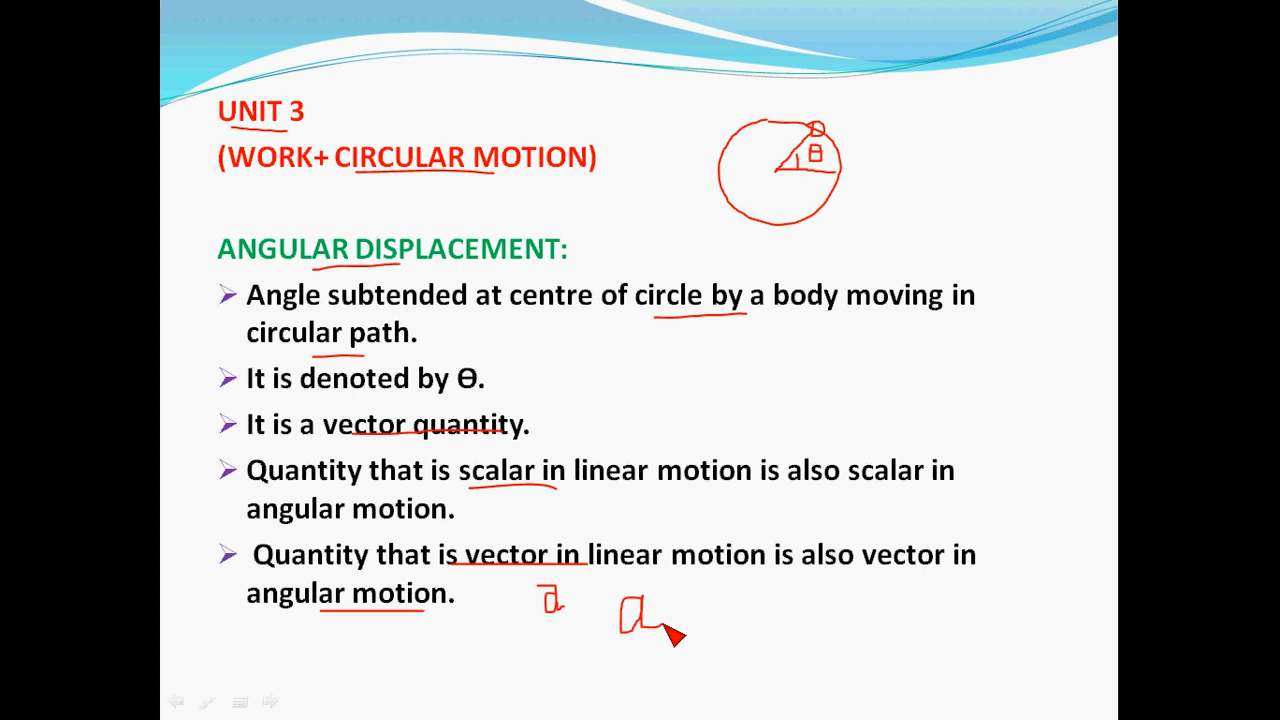 UNIT 3
(WORK+ CIRCULAR MOTION)
θ
ANGULAR DISPLACEMENT:
Angle subtended at centre of circle by a body moving in
circular path.
It is denoted by Ɵ.
It is a vector quantity.
Quantity that is scalar in linear motion is also scalar in
angular motion.
Quantity that is vector in linear motion is also vector in
angular motion.